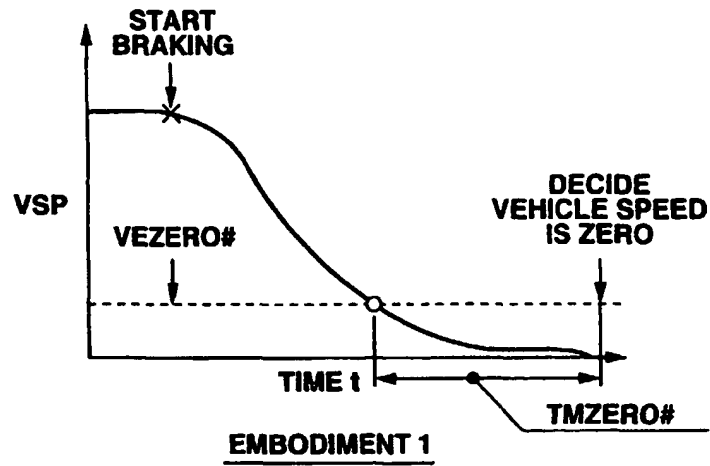 START
BRAKING
VSP
VEZERO#
DECIDE
VEHICLE SPEED
IS ZERO
TIME t
TMZERO#
EMBODIMENT 1